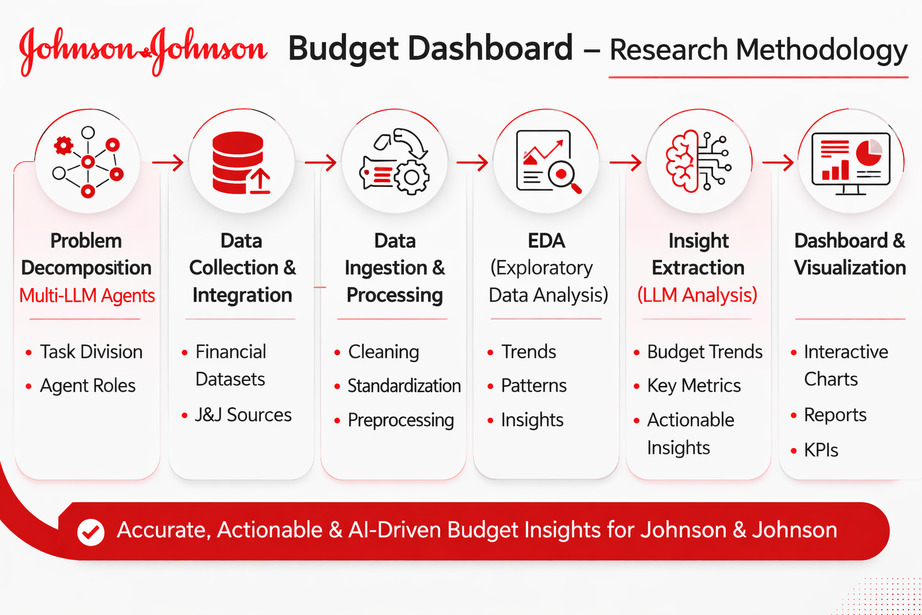 Johnson&Johnson Budget Dashboard – Research Methodology
Problem
Decomposition
Multi-LLM Agents
• Task Division
• Agent Roles
Data
Collection &
Integration
• Financial
Datasets
• J&J Sources
Data
Ingestion &
Processing
• Cleaning
• Standardization
• Preprocessing
EDA
(Exploratory
Data Analysis)
• Trends
• Patterns
• Insights
Insight
Extraction
(LLM Analysis)
• Budget Trends
• Key Metrics
• Actionable
Insights
Dashboard &
Visualization
• Interactive
Charts
• Reports
• KPIs
Accurate, Actionable & AI-Driven Budget Insights for Johnson & Johnson